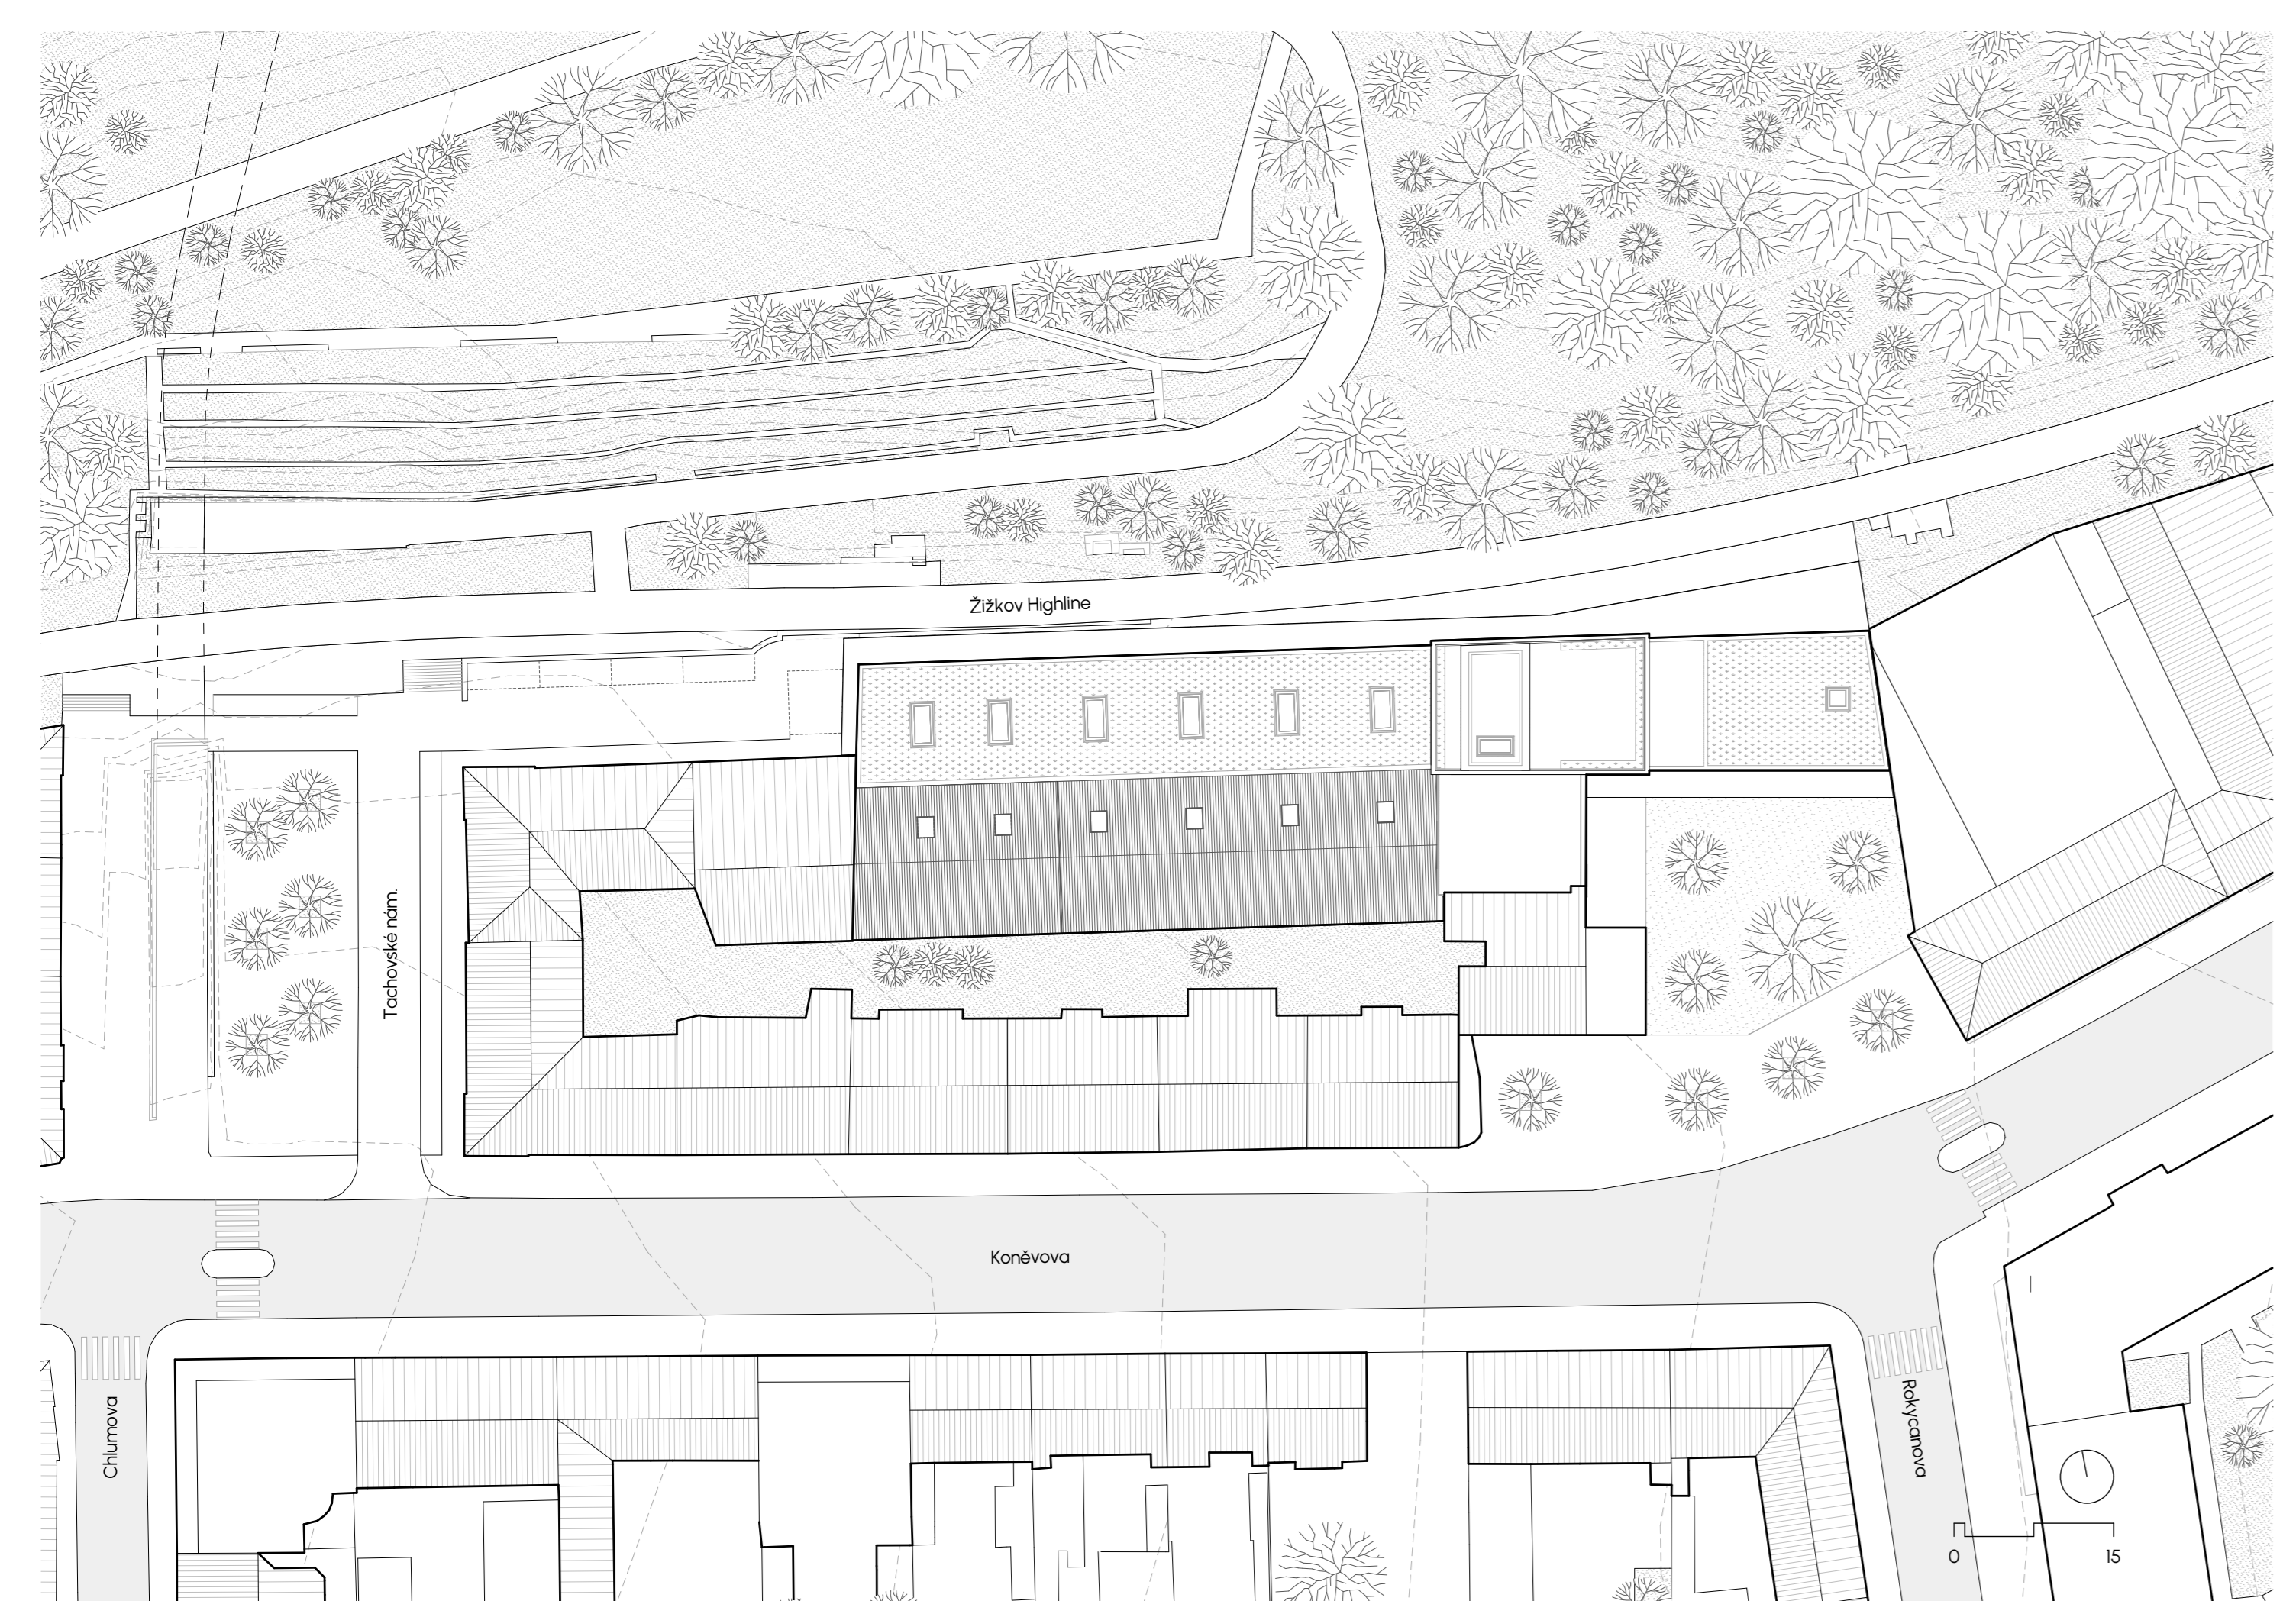 Žižkov Highline
Tachovské nám.
Koněvova
Chlumova
Rokycanova
0 15